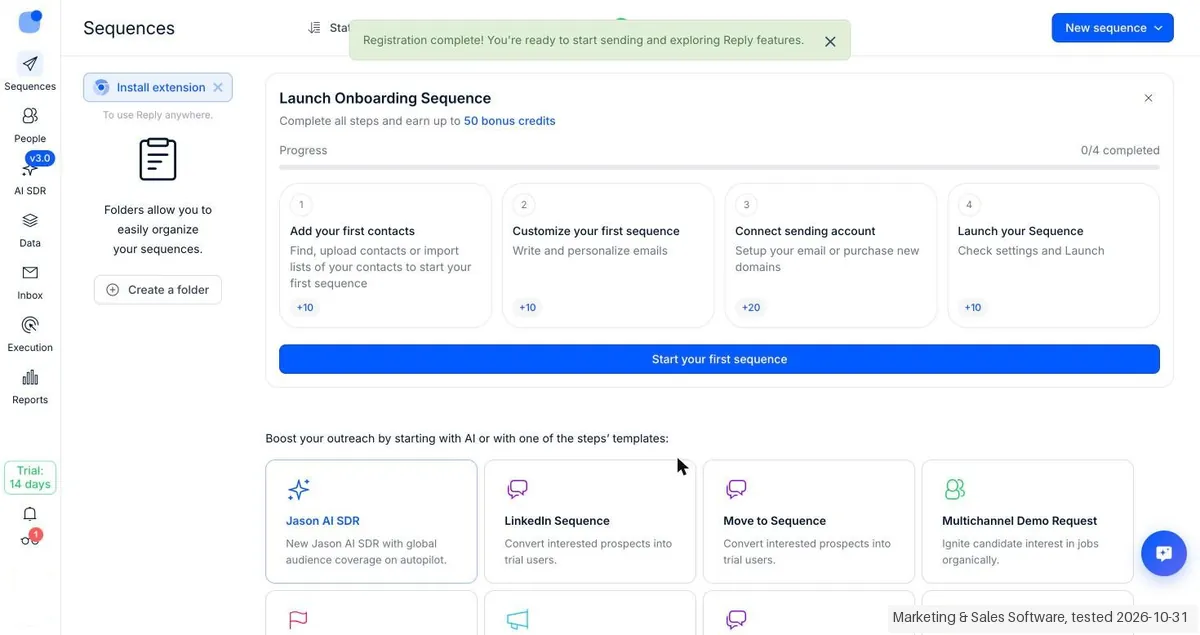 Sequences
Registration complete! You're ready to start sending and exploring Reply features.
New sequence
Sequences
People
v3.0
AI SDR
Data
Inbox
Execution
Reports
Trial:
14 days
1
Install extension
To use Reply anywhere.
Folders allow you to
easily organize
your sequences.
Create a folder
Launch Onboarding Sequence
Complete all steps and earn up to 50 bonus credits
Progress
0/4 completed
1
Add your first contacts
Find, upload contacts or import
lists of your contacts to start your
first sequence
+10
2
Customize your first sequence
Write and personalize emails
+10
3
Connect sending account
Setup your email or purchase new
domains
+20
4
Launch your Sequence
Check settings and Launch
+10
Start your first sequence
Boost your outreach by starting with AI or with one of the steps' templates:
Jason AI SDR
New Jason AI SDR with global
audience coverage on autopilot.
LinkedIn Sequence
Convert interested prospects into
trial users.
Move to Sequence
Convert interested prospects into
trial users.
Multichannel Demo Request
Ignite candidate interest in jobs
organically.
Marketing & Sales Software, tested 2026-10-31